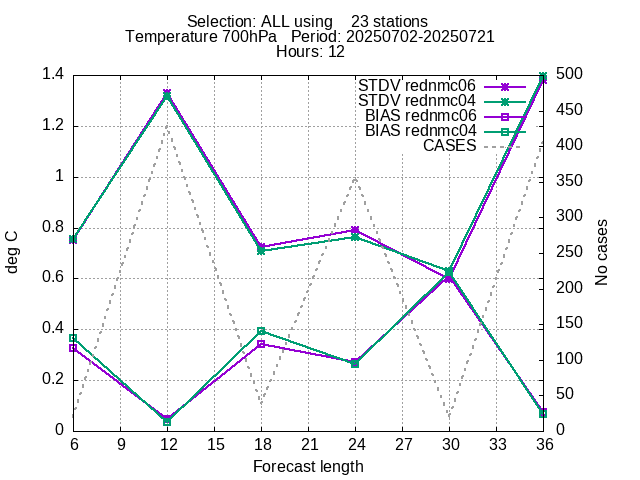 Selection: ALL using    23 stations
Temperature 700hPa   Period: 20250702-20250721
Hours: 12
STDV rednmc06
STDV rednmc04
BIAS rednmc06
BIAS rednmc04
CASES
1.4
1.2
1
0.8
0.6
0.4
0.2
0
deg C
500
450
400
350
300
250
200
150
100
50
0
No cases
6 9 12 15 18 21 24 27 30 33 36
Forecast length